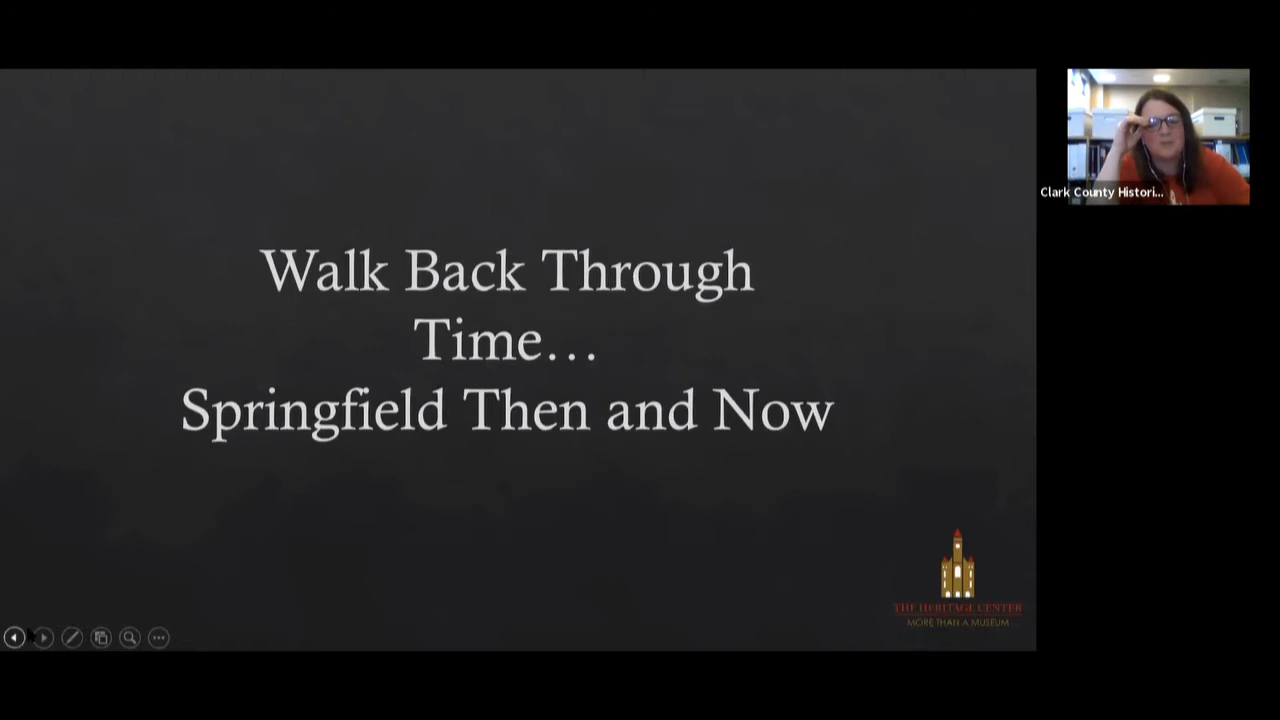 Walk Back Through
Time…
Springfield Then and Now
THE HERITAGE CENTER
MORE THAN A MUSEUM
Clark County Histori...